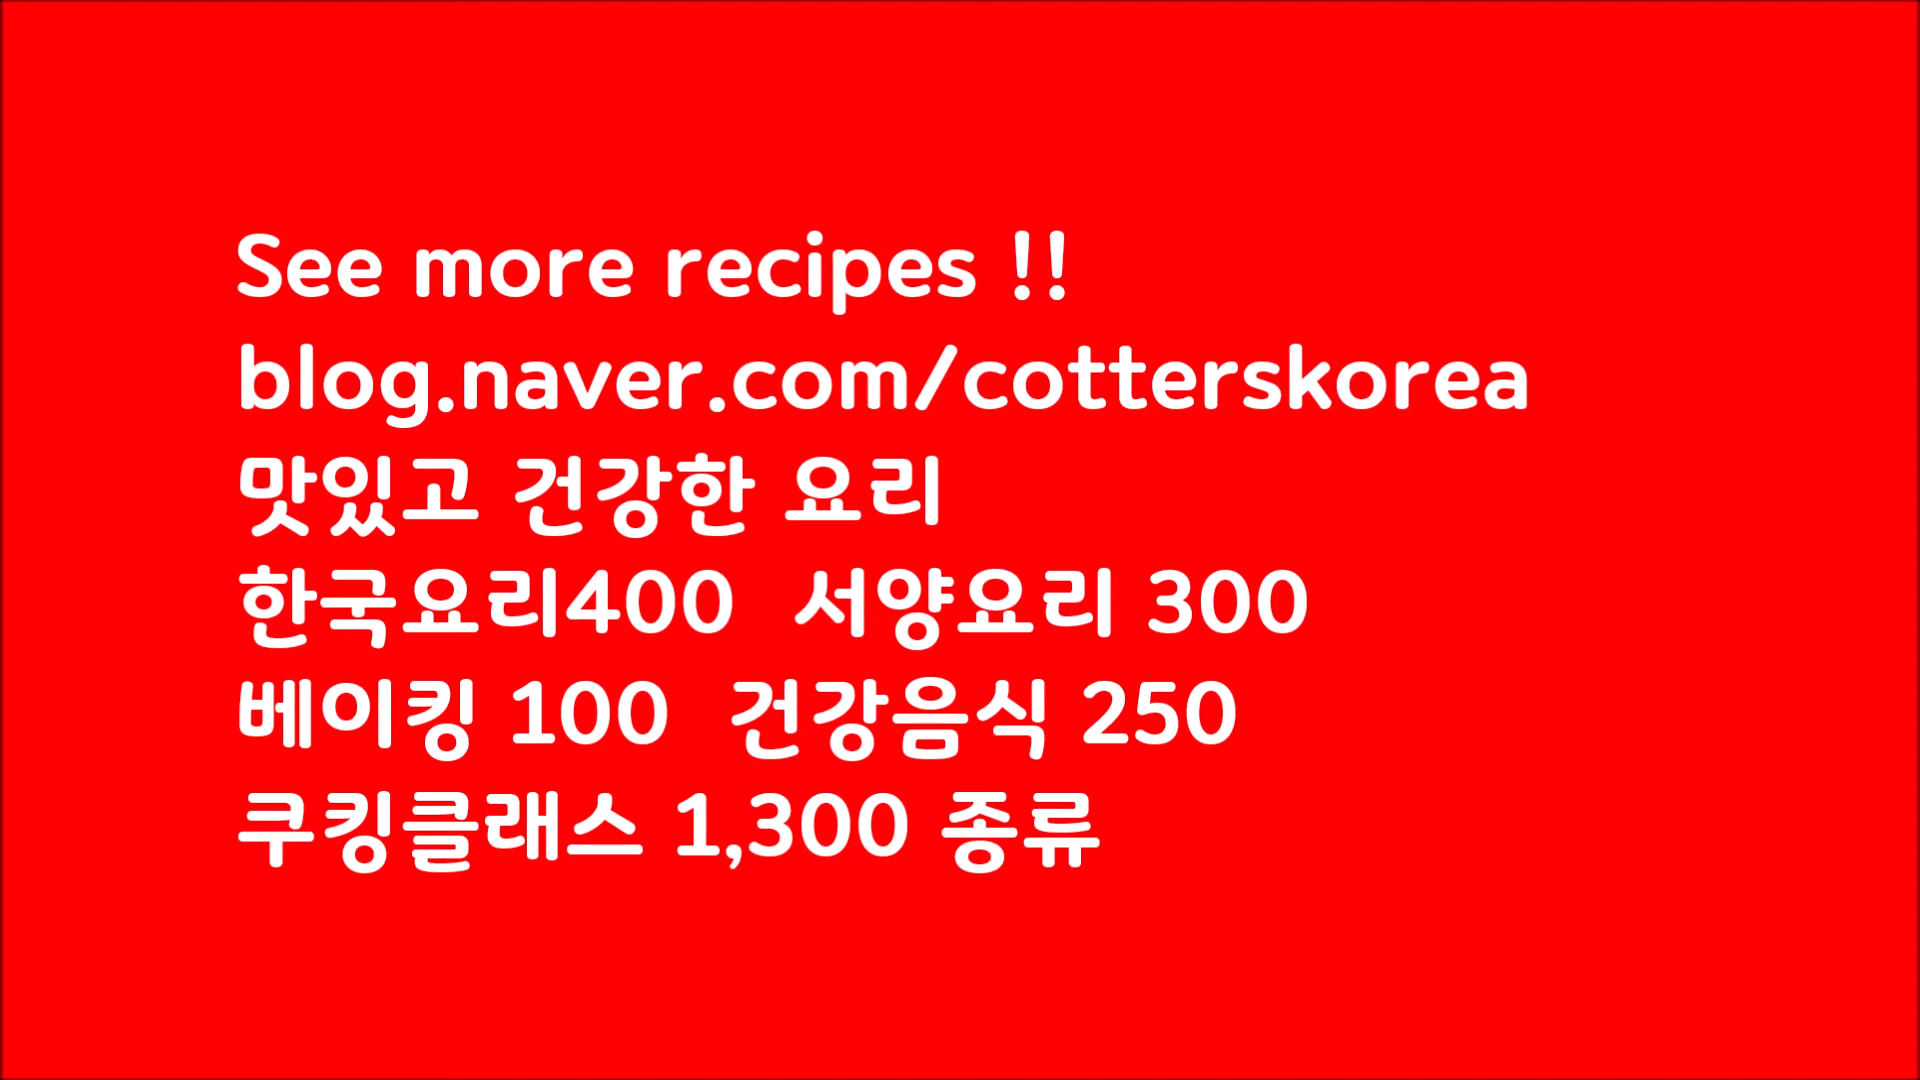 See more recipes !!
blog.naver.com/cotterskorea
맛있고 건강한 요리
한국요리400  서양요리 300
베이킹 100  건강음식 250
쿠킹클래스 1,300 종류